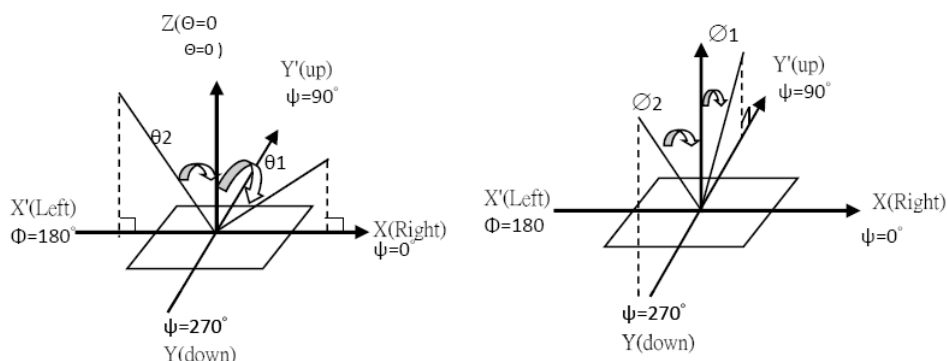 Z(Θ=0
Θ=0 )
Y'(up)
ψ=90°
θ2
θ1
X'(Left)
Φ=180°
X(Right)
ψ=0°
ψ=270°
Y(down)
∅1
Y'(up)
ψ=90°
∅2
X'(Left)
Φ=180
X(Right)
ψ=0°
ψ=270°
Y(down)